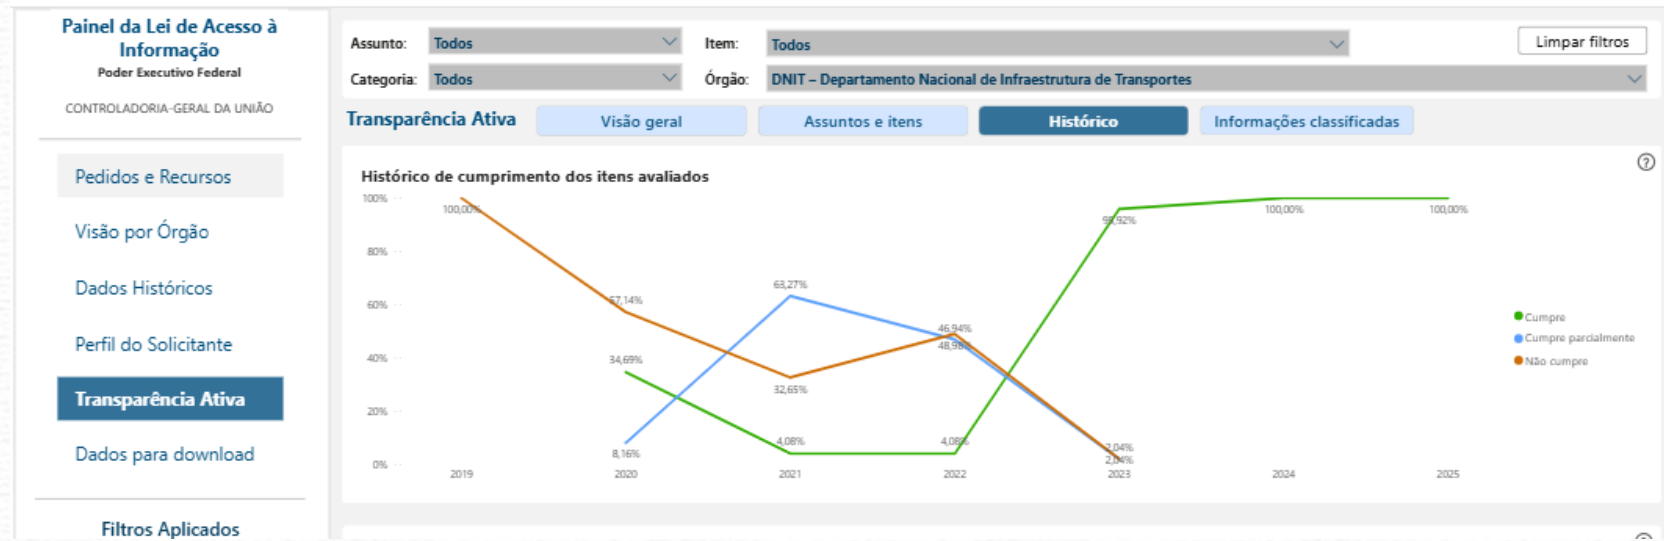 Painel da Lei de Acesso à
Informação
Poder Executivo Federal
CONTROLADORIA-GERAL DA UNIÃO
Pedidos e Recursos
Visão por Órgão
Dados Históricos
Perfil do Solicitante
Transparência Ativa
Dados para download
Filtros Aplicados
Assunto: Todos
Item: Todos
Limpar filtros
Categoria: Todos
Órgão: DNIT – Departamento Nacional de Infraestrutura de Transportes
Transparência Ativa
Visão geral
Assuntos e itens
Histórico
Informações classificadas
Histórico de cumprimento dos itens avaliados
100%
80%
60%
40%
20%
0%
100,00%
57,14%
34,69%
8,16%
63,27%
32,65%
4,08%
46,94%
48,98%
4,08%
95,92%
2,04%
2,04%
100,00%
100,00%
2019 2020 2021 2022 2023 2024 2025
Cumpre
Cumpre parcialmente
Não cumpre